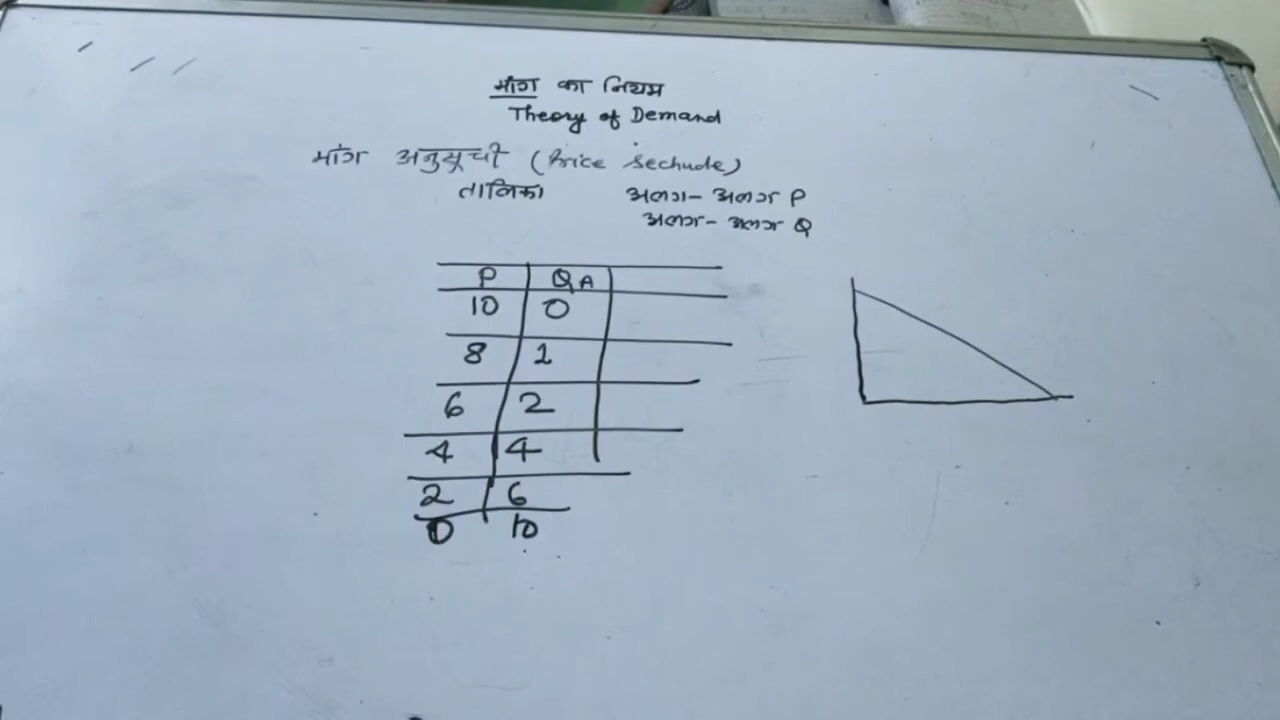 मांग का नियम
Theory of Demand
मांग अनुसूची (Price Sechude)
तालिका अलग- अलग P
अलग- अलग Q
P QA
10 0
8 1
6 2
4 4
2 6
0 10